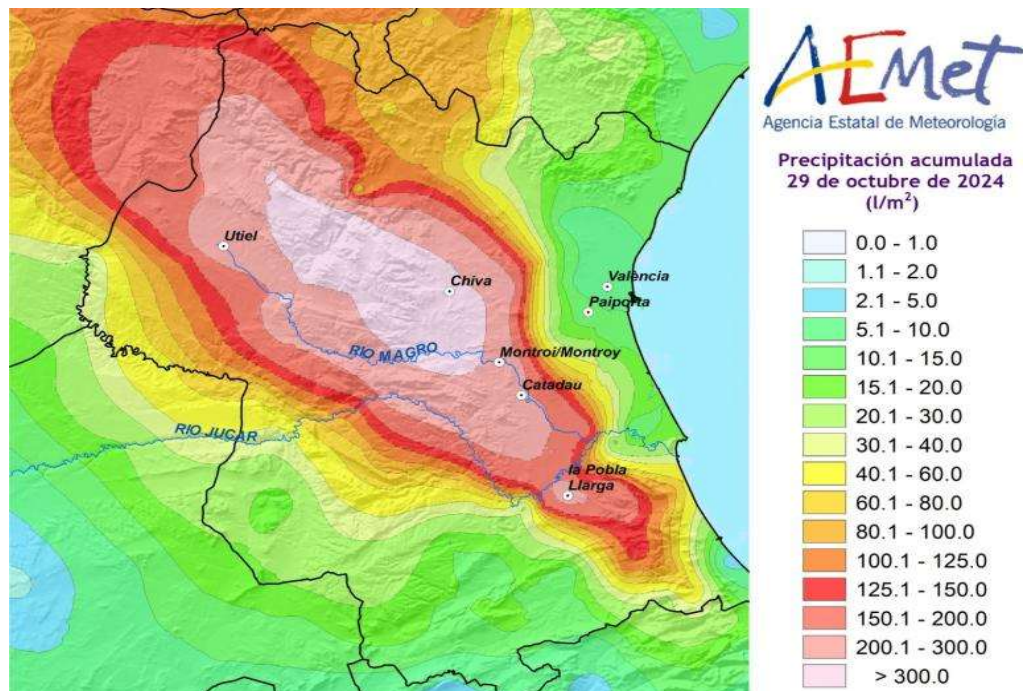 Utiel
Chiva
València
Paiporta
RIO MAGRO
Montroi/Montroy
Catadau
RIO JUCAR
la Pobla
Llarga
AEMet
Agencia Estatal de Meteorología
Precipitación acumulada
29 de octubre de 2024
(l/m²)
0.0 - 1.0
1.1 - 2.0
2.1 - 5.0
5.1 - 10.0
10.1 - 15.0
15.1 - 20.0
20.1 - 30.0
30.1 - 40.0
40.1 - 60.0
60.1 - 80.0
80.1 - 100.0
100.1 - 125.0
125.1 - 150.0
150.1 - 200.0
200.1 - 300.0
> 300.0